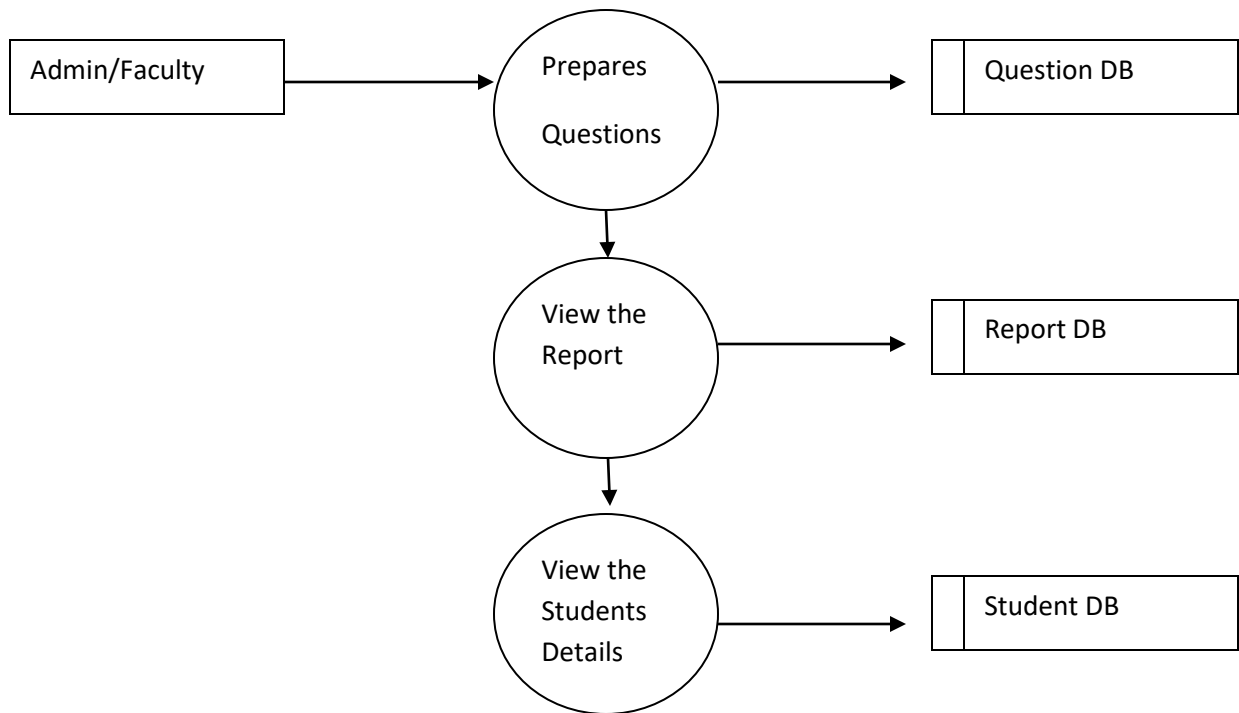 Admin/Faculty
Prepares
Questions
Question DB
View the
Report
Report DB
View the
Students
Details
Student DB